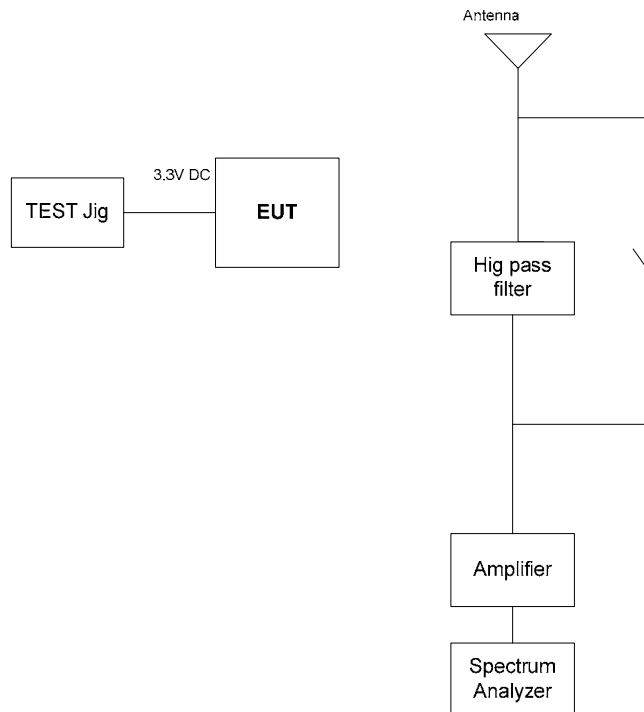 Antenna
3.3V DC
TEST Jig
EUT
Hig pass
filter
Amplifier
Spectrum
Analyzer